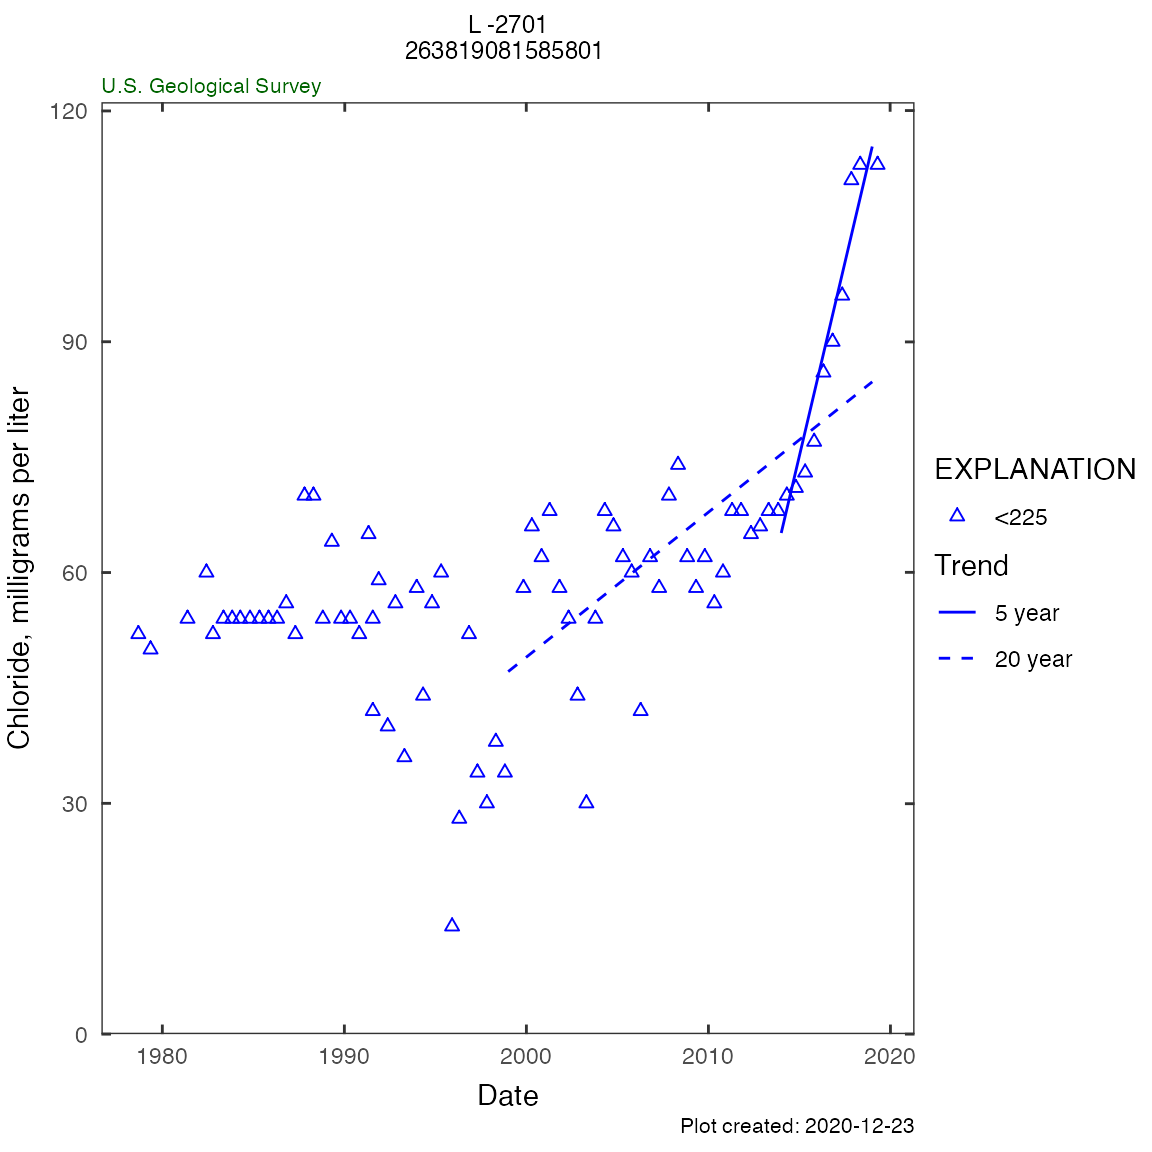 L -2701
263819081585801
U.S. Geological Survey
120
90
60
30
0
1980 1990 2000 2010 2020
Chloride, milligrams per liter
Date
EXPLANATION
<225
Trend
5 year
20 year
Plot created: 2020-12-23